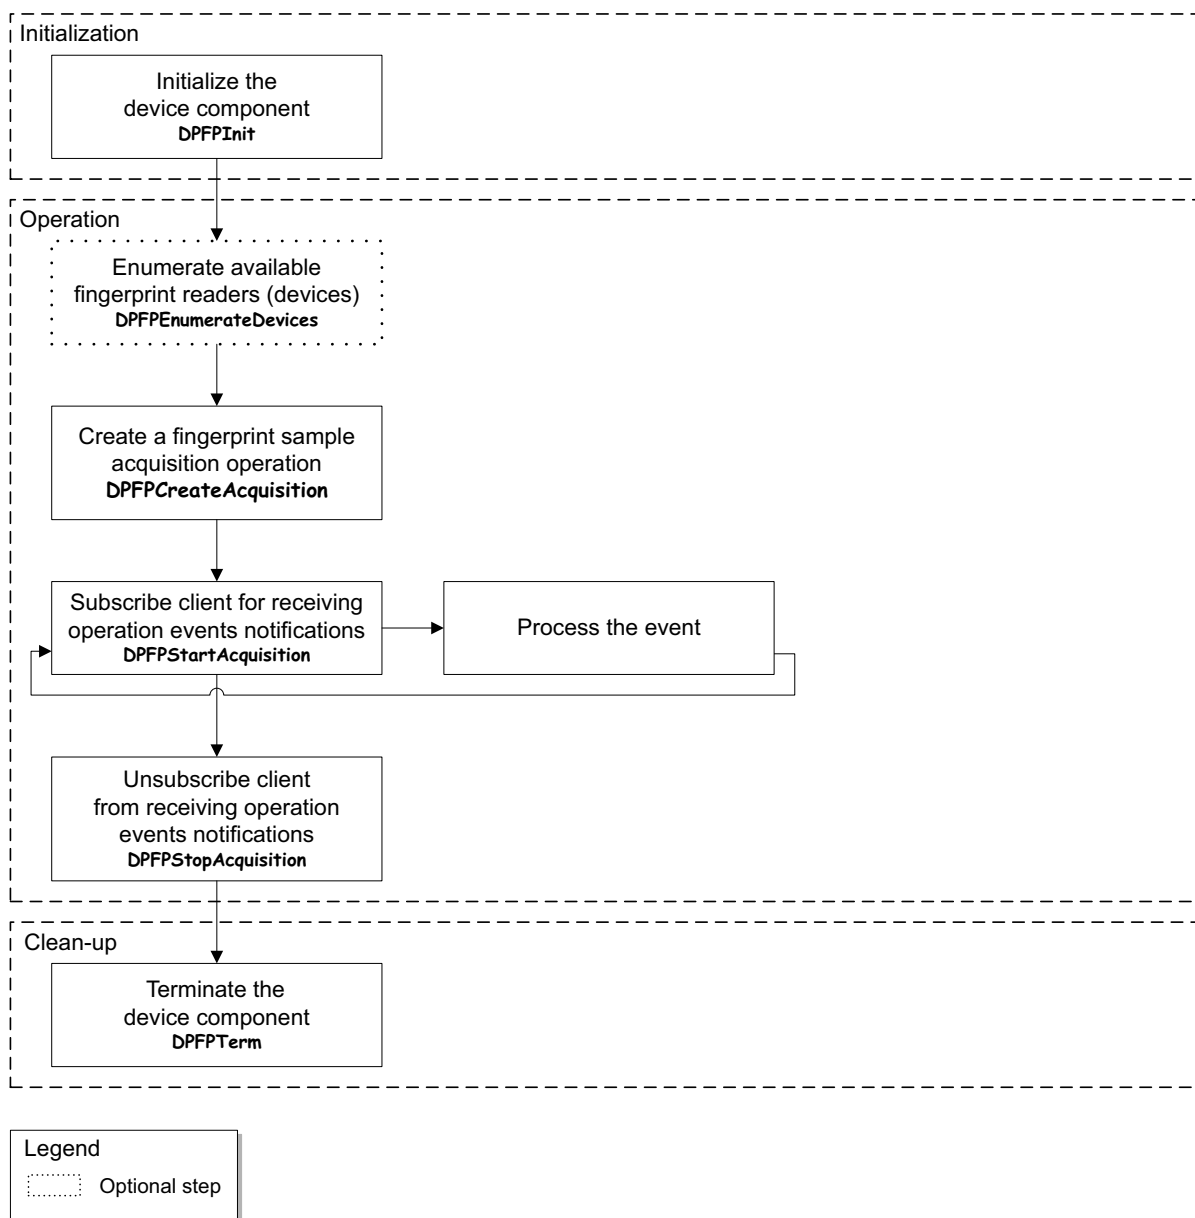 Initialization
Initialize the
device component
DPFPInit
Operation
Enumerate available
fingerprint readers (devices)
DPFPEnumerateDevices
Create a fingerprint sample
acquisition operation
DPFPCreateAcquisition
Subscribe client for receiving
operation events notifications
DPFPStartAcquisition
Process the event
Unsubscribe client
from receiving operation
events notifications
DPFPStopAcquisition
Clean-up
Terminate the
device component
DPFPTerm
Legend
Optional step